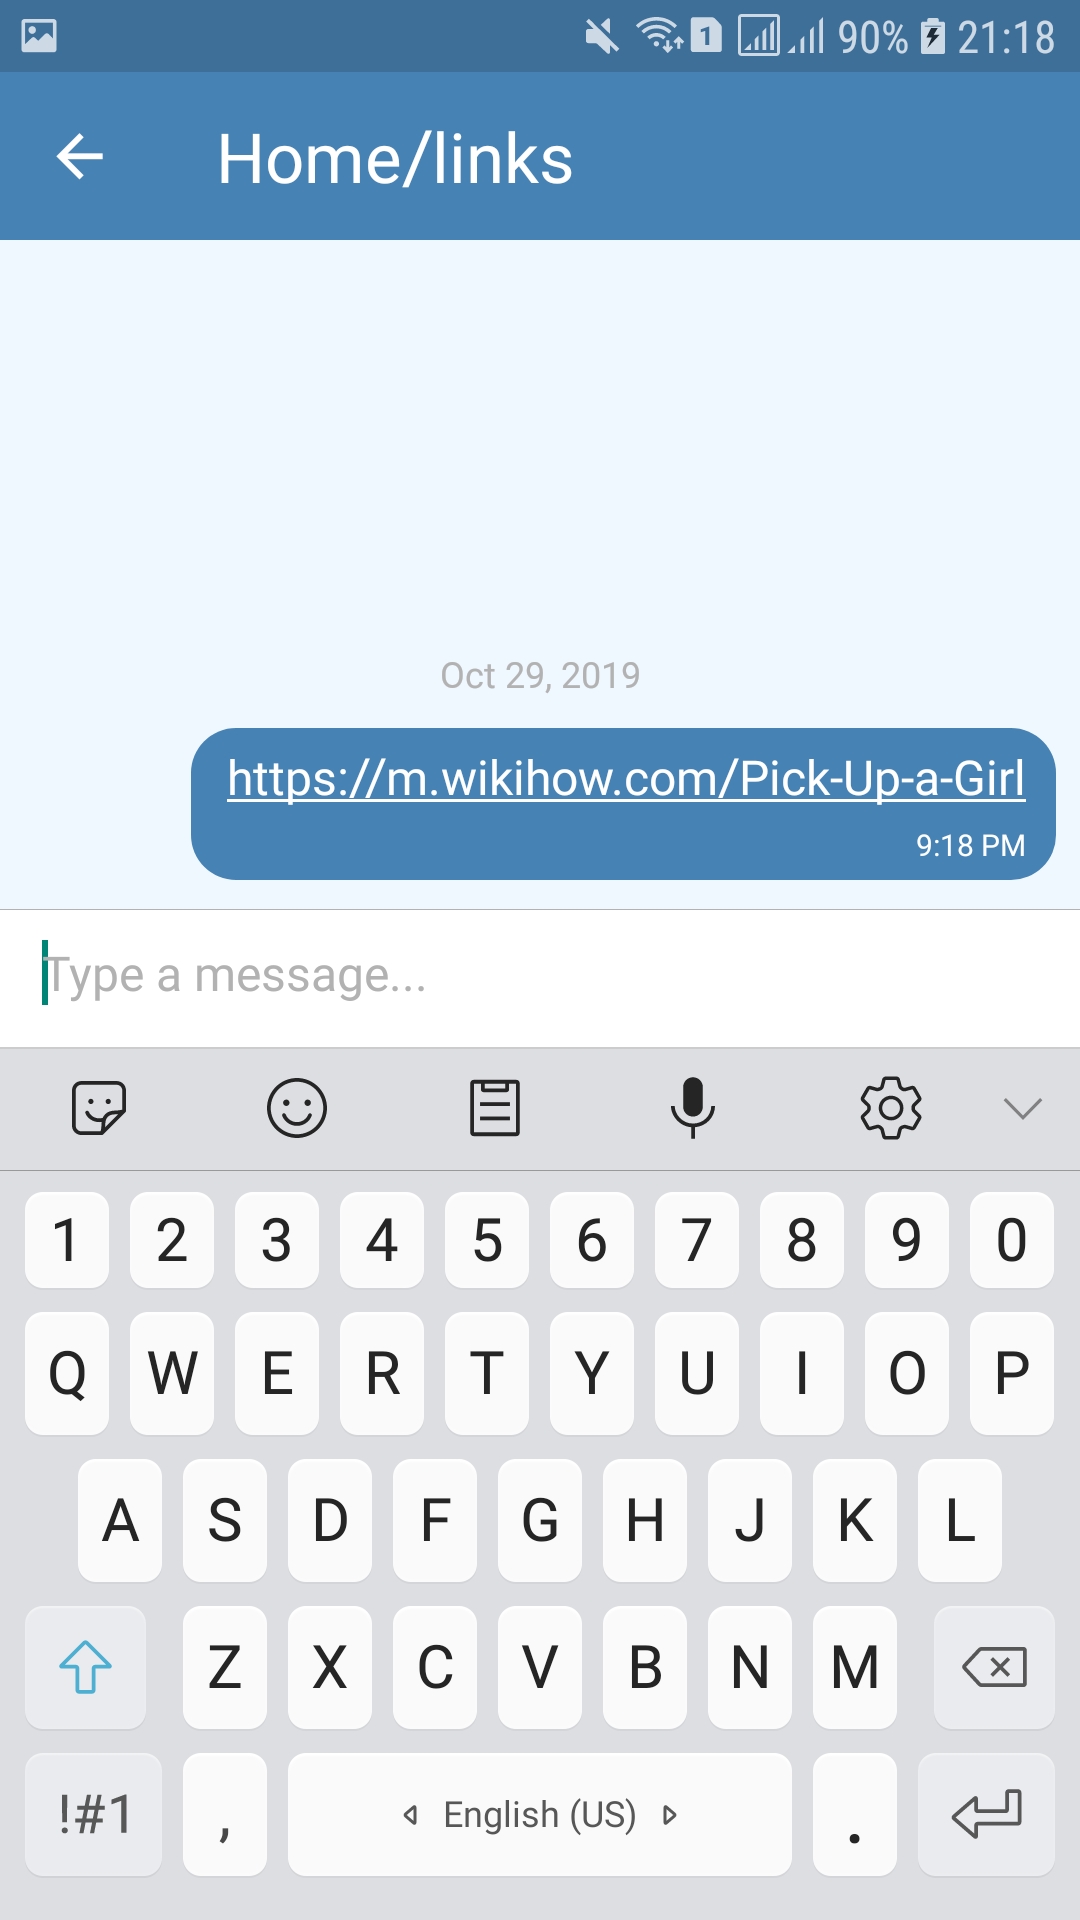 1 90% 21:18
Home/links
Oct 29, 2019
https://m.wikihow.com/Pick-Up-a-Girl
9:18 PM
Type a message...
1 2 3 4 5 6 7 8 9 0
Q W E R T Y U I O P
A S D F G H J K L
Z X C V B N M
!#1 , English (US) .